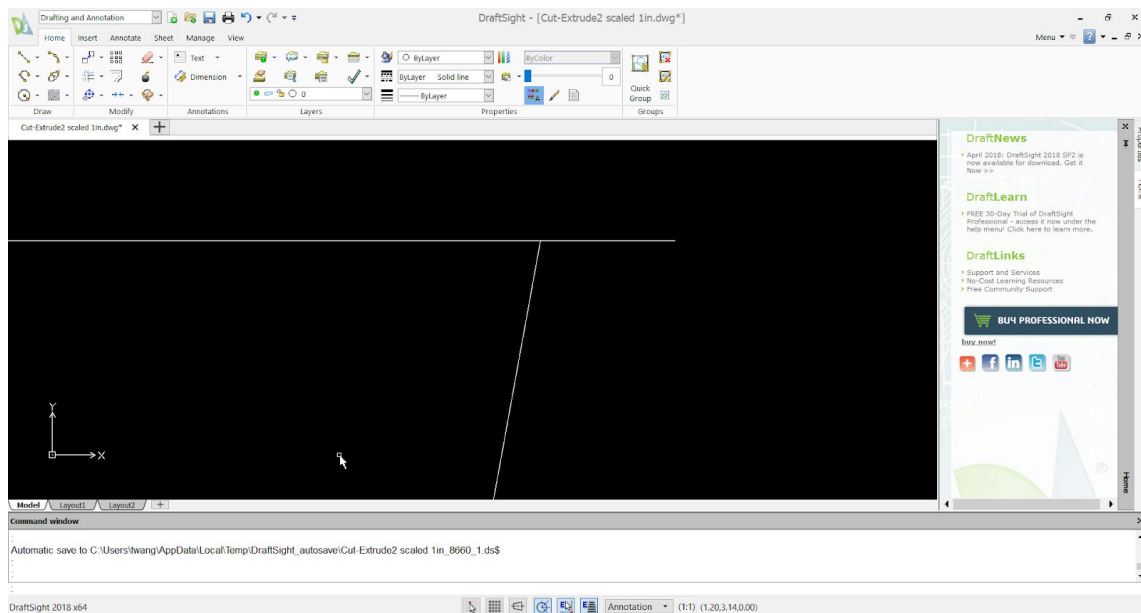 Drafting and Annotation
DraftSight - [Cut-Extrude2 scaled 1in.dwg*]
Home Insert Annotate Sheet Manage View
Menu
Text
ByLayer
ByColor
Dimension
ByLayer Solid line
0
Quick
Group
0
ByLayer
Draw Modify Annotations Layers Properties Groups
Cut-Extrude2 scaled 1in.dwg*
DraftNews
April 2018: DraftSight 2018 SP2 is
now available for download. Get it
Now >>
DraftLearn
FREE 30-Day Trial of DraftSight
Professional - access it now under the
help menu! Click here to learn more.
DraftLinks
Support and Services
No-Cost Learning Resources
Free Community Support
BUY PROFESSIONAL NOW
buy now!
You
Tube
Home
Y
X
Model Layout1 Layout2
Command window
:
Automatic save to C:\Users\twang\AppData\Local\Temp\DraftSight_autosave\Cut-Extrude2 scaled 1in_8660_1.ds$
:
:
:
DraftSight 2018 x64
Annotation (1:1) (1.20,3.14,0.00)